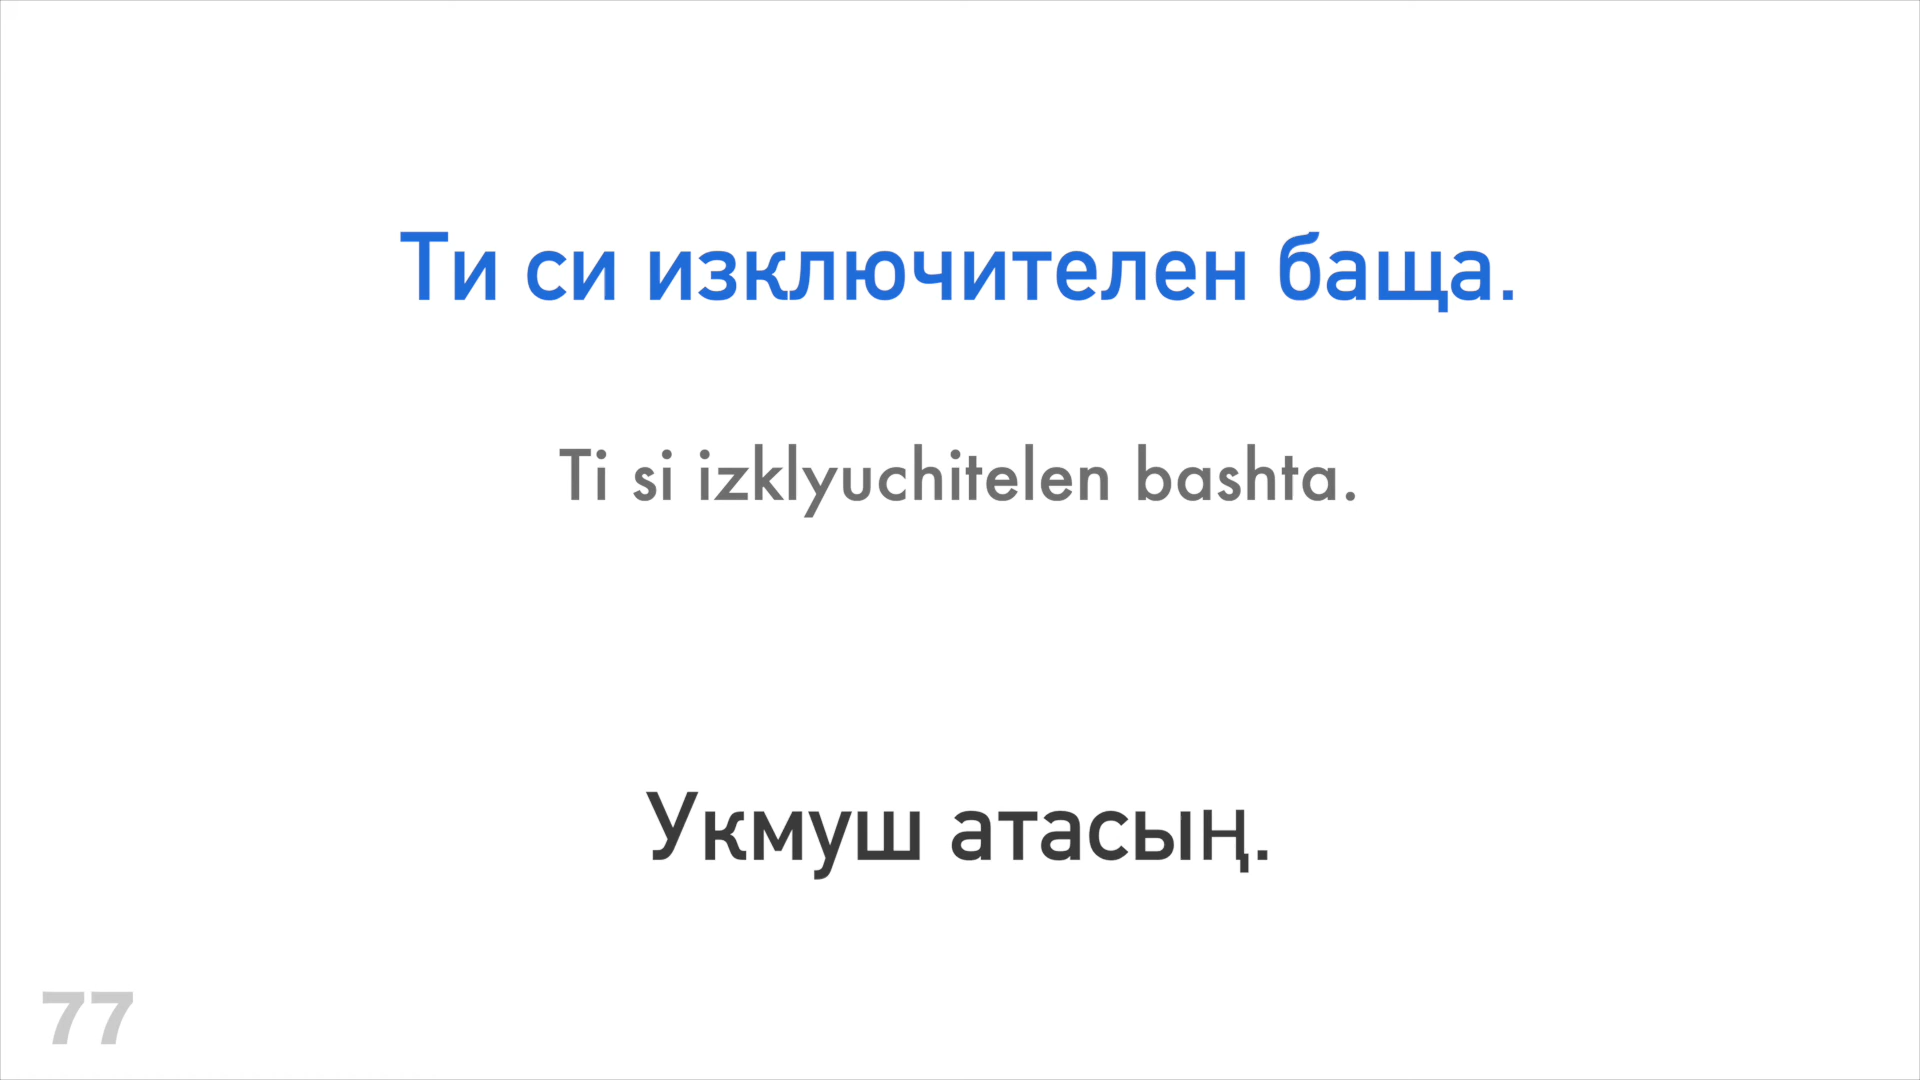 Ти си изключителен баща.
Ti si izklyuchitelen bashta.
Укмуш атасың.
77